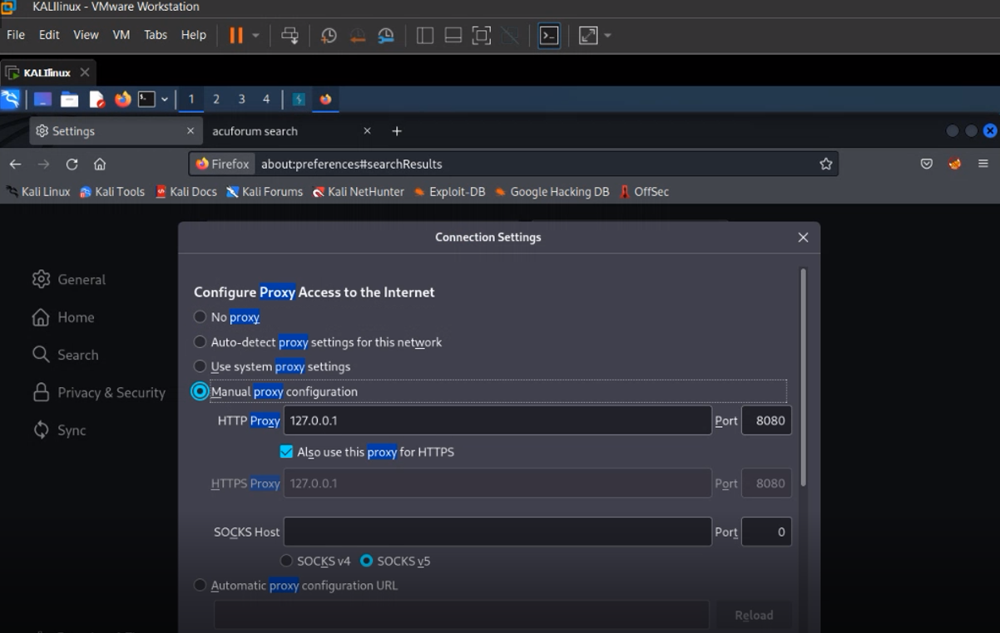 KALIlinux - VMware Workstation
File Edit View VM Tabs Help
KALIlinux
1 2 3 4
Settings acuforum search
Firefox about:preferences#searchResults
Kali Linux Kali Tools Kali Docs Kali Forums Kali NetHunter Exploit-DB Google Hacking DB OffSec
Connection Settings
General
Home
Search
Privacy & Security
Sync
Configure Proxy Access to the Internet
No proxy
Auto-detect proxy settings for this network
Use system proxy settings
Manual proxy configuration
HTTP Proxy 127.0.0.1 Port 8080
Also use this proxy for HTTPS
HTTPS Proxy 127.0.0.1 Port 8080
SOCKS Host Port 0
SOCKS v4 SOCKS v5
Automatic proxy configuration URL
Reload